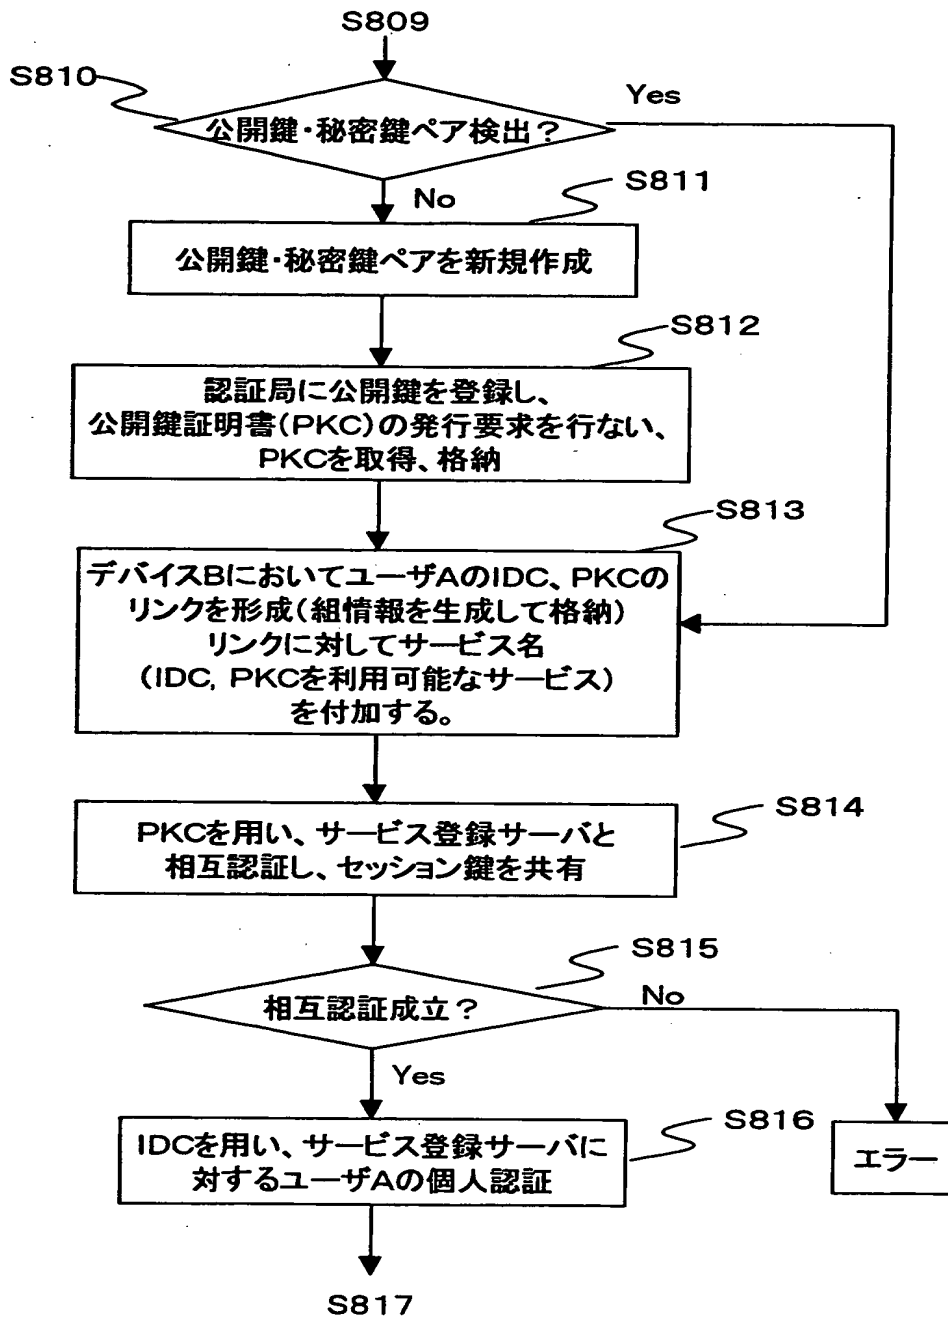 S809
S810
公開鍵・秘密鍵ペア検出？
Yes
No
S811
公開鍵・秘密鍵ペアを新規作成
S812
認証局に公開鍵を登録し、
公開鍵証明書(PKC)の発行要求を行ない、
PKCを取得、格納
S813
デバイスBにおいてユーザAのIDC、PKCの
リンクを形成(組情報を生成して格納)
リンクに対してサービス名
(IDC, PKCを利用可能なサービス)
を付加する。
S814
PKCを用い、サービス登録サーバと
相互認証し、セッション鍵を共有
S815
相互認証成立？
No
Yes
S816
IDCを用い、サービス登録サーバに
対するユーザAの個人認証
エラー
S817